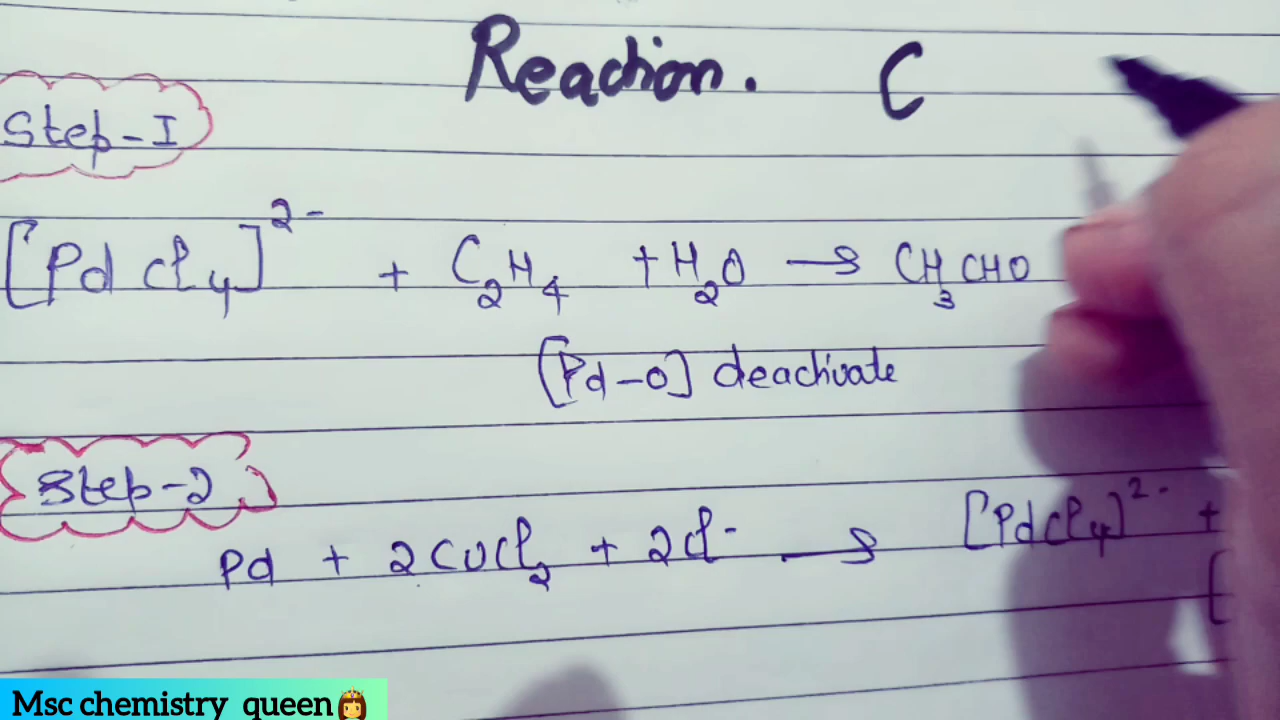 Reaction. C
Step-I
[PdCl₄]²⁻ + C₂H₄ + H₂O → CH₃CHO
[Pd-O] deactivate
Step-2
Pd + 2CUCl₂ + 2Cl⁻ → [PdCl₄]²⁻ +
Msc chemistry queen👸